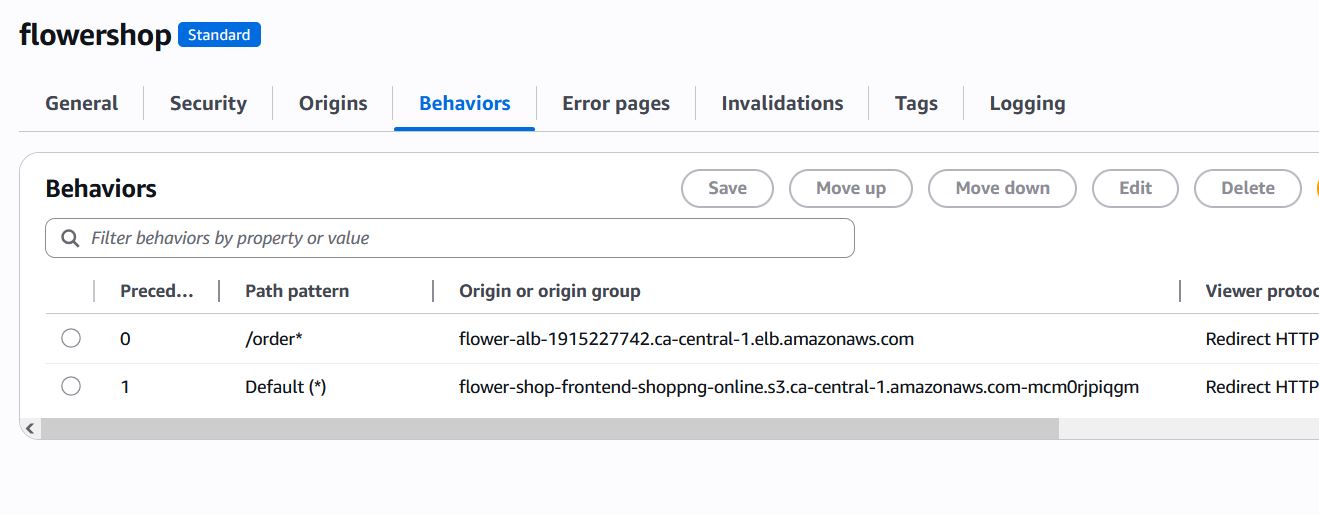 flowershop Standard
General Security Origins Behaviors Error pages Invalidations Tags Logging
Behaviors Save Move up Move down Edit Delete
Filter behaviors by property or value
Preced... Path pattern Origin or origin group Viewer protoc
0 /order* flower-alb-1915227742.ca-central-1.elb.amazonaws.com Redirect HTTP
1 Default (*) flower-shop-frontend-shoppng-online.s3.ca-central-1.amazonaws.com-mcm0rjpiqgm Redirect HTTP